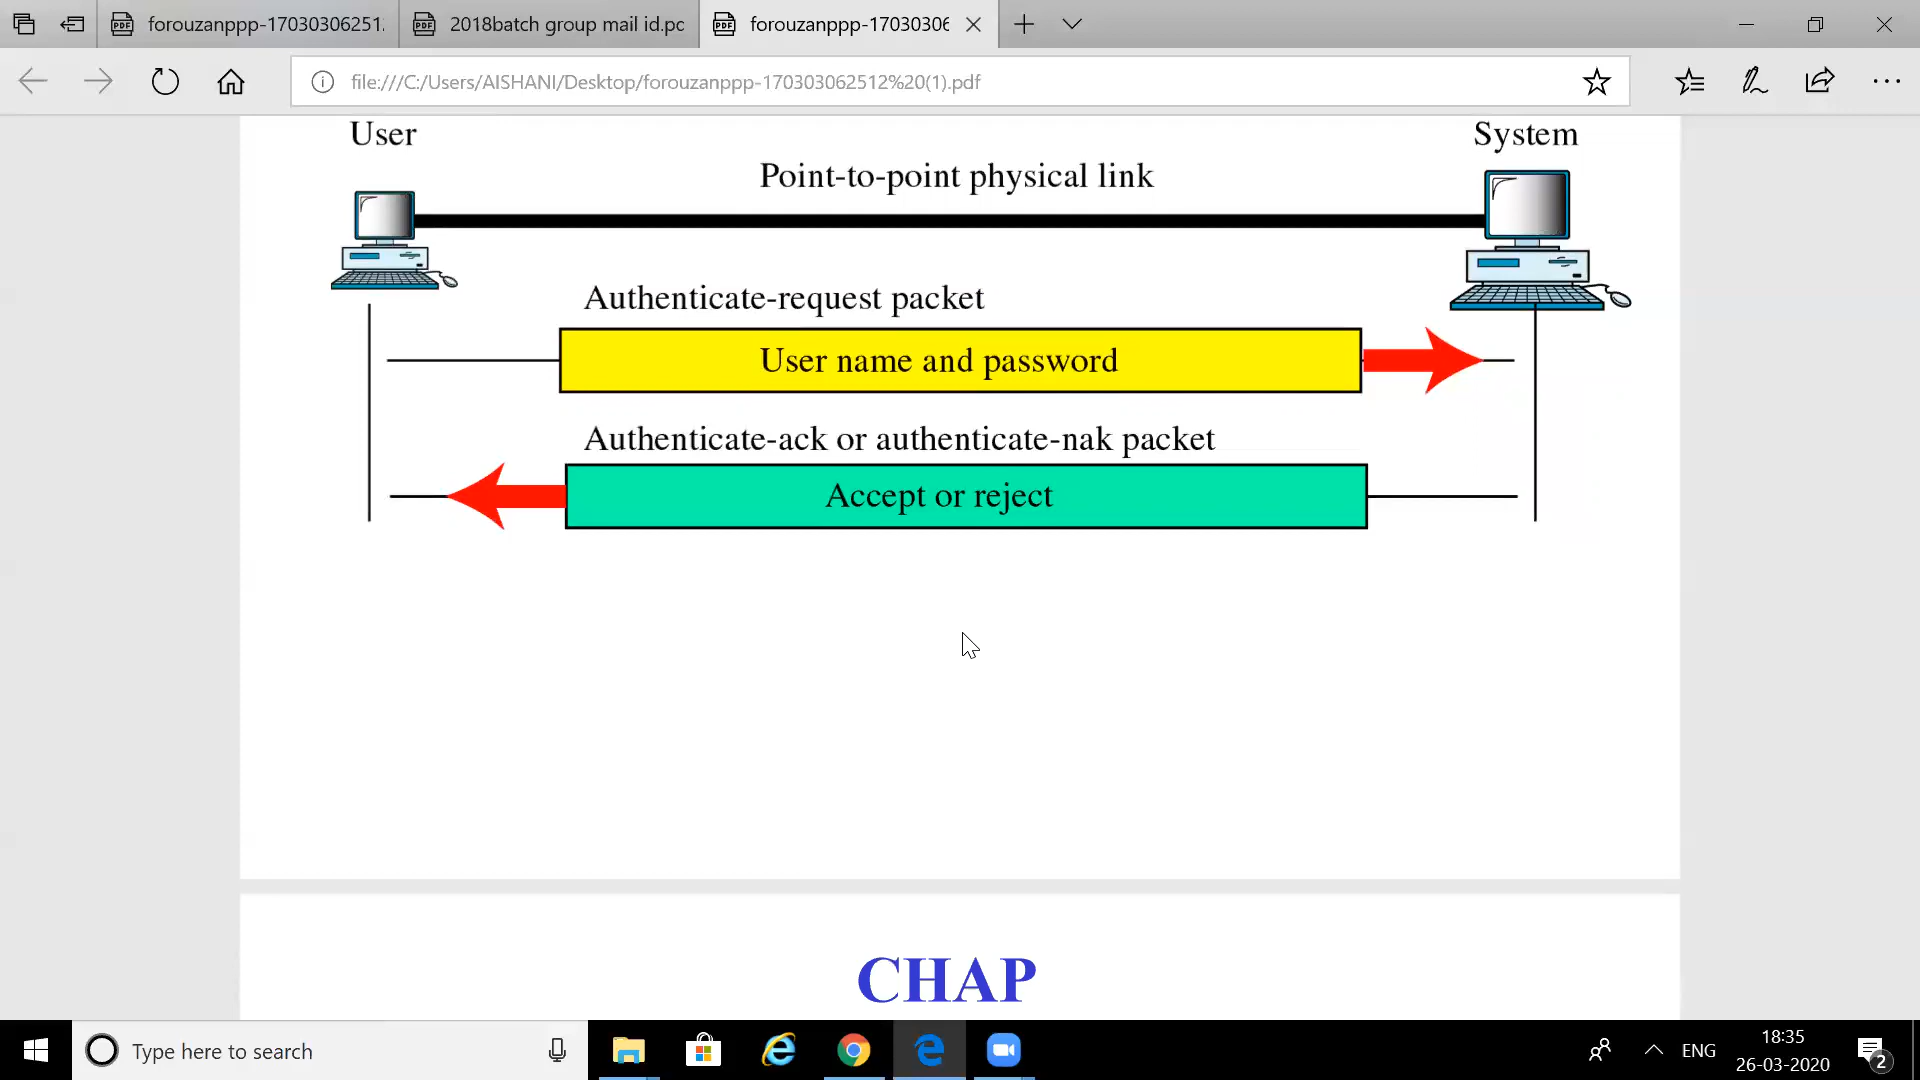 forouzanppp-17030306251.
2018batch group mail id.pc
forouzanppp-17030306
file:///C:/Users/AISHANI/Desktop/forouzanppp-170303062512%20(1).pdf
User
System
Point-to-point physical link
Authenticate-request packet
User name and password
Authenticate-ack or authenticate-nak packet
Accept or reject
CHAP
Type here to search
ENG
18:35
26-03-2020
2